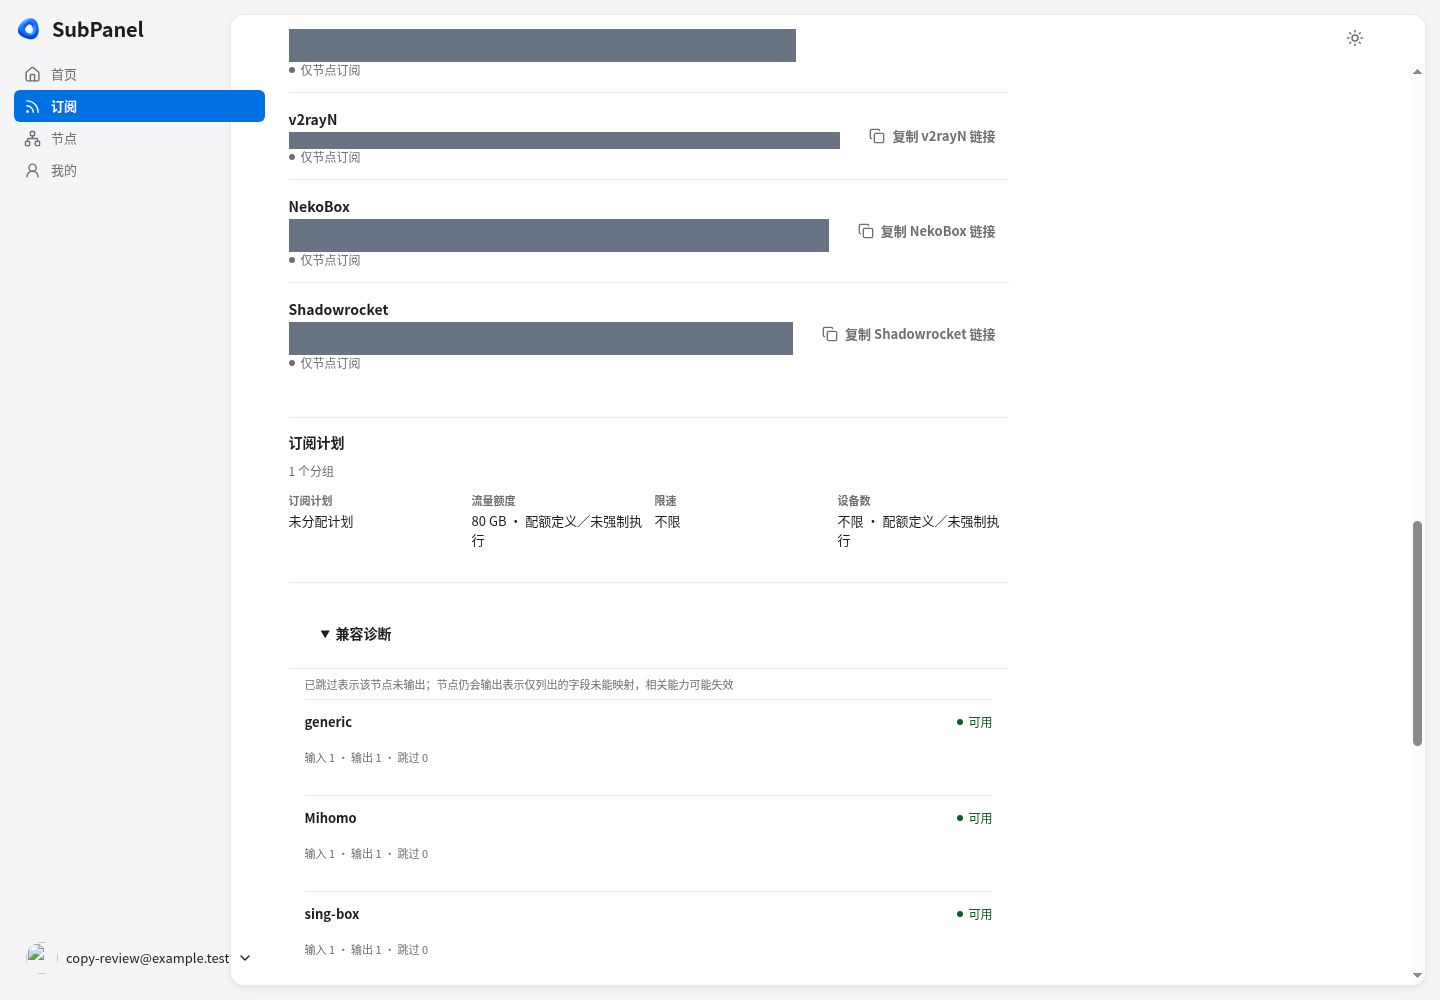 SubPanel
首页
订阅
节点
我的
copy-review@example.test
仅节点订阅
v2rayN
复制 v2rayN 链接
仅节点订阅
NekoBox
复制 NekoBox 链接
仅节点订阅
Shadowrocket
复制 Shadowrocket 链接
仅节点订阅
订阅计划
1 个分组
订阅计划 流量额度 限速 设备数
未分配计划 80 GB · 配额定义／未强制执 不限 不限 · 配额定义／未强制执
行 行
兼容诊断
已跳过表示该节点未输出；节点仍会输出表示仅列出的字段未能映射，相关能力可能失效
generic 可用
输入 1 · 输出 1 · 跳过 0
Mihomo 可用
输入 1 · 输出 1 · 跳过 0
sing-box 可用
输入 1 · 输出 1 · 跳过 0